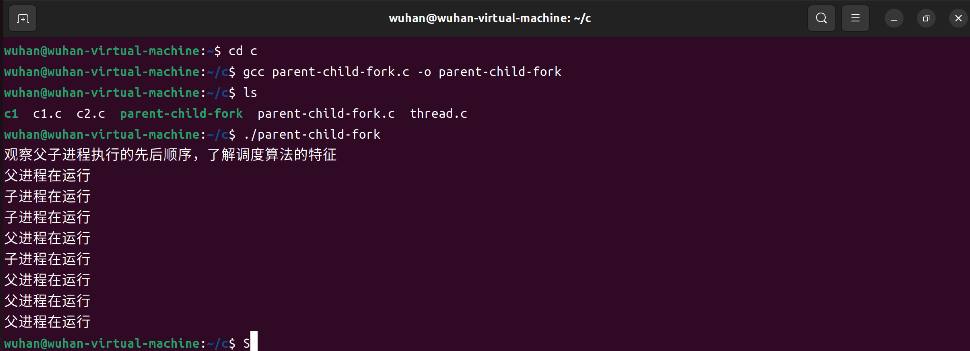 wuhan@wuhan-virtual-machine: ~/c
wuhan@wuhan-virtual-machine:~$ cd c
wuhan@wuhan-virtual-machine:~/c$ gcc parent-child-fork.c -o parent-child-fork
wuhan@wuhan-virtual-machine:~/c$ ls
c1  c1.c  c2.c  parent-child-fork  parent-child-fork.c  thread.c
wuhan@wuhan-virtual-machine:~/c$ ./parent-child-fork
观察父子进程执行的先后顺序，了解调度算法的特征
父进程在运行
子进程在运行
子进程在运行
父进程在运行
子进程在运行
父进程在运行
父进程在运行
父进程在运行
wuhan@wuhan-virtual-machine:~/c$ S